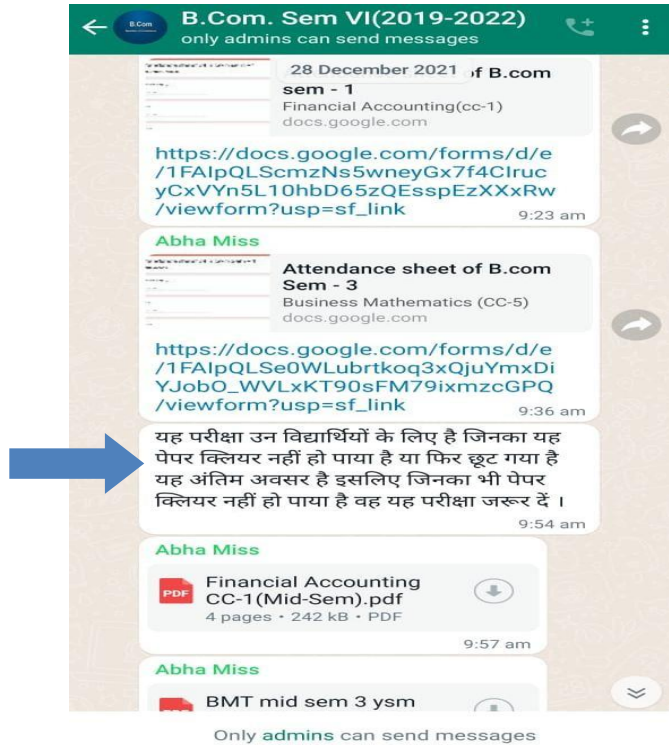 B.Com
B.Com. Sem VI(2019-2022)
only admins can send messages
28 December 2021
of B.com
sem - 1
Financial Accounting(cc-1)
docs.google.com
https://docs.google.com/forms/d/e
/1FAIpQLScmzNs5wneyGx7f4CIruc
yCxVYn5L10hbD65zQEsspEzXXxRw
/viewform?usp=sf_link
9:23 am
Abha Miss
Attendance sheet of B.com
Sem - 3
Business Mathematics (CC-5)
docs.google.com
https://docs.google.com/forms/d/e
/1FAIpQLSe0WLubrtkoq3xQjuYmxDi
YJobO_WVLxKT90sFM79ixmzcGPQ
/viewform?usp=sf_link
9:36 am
यह परीक्षा उन विद्यार्थियों के लिए है जिनका यह
पेपर क्लियर नहीं हो पाया है या फिर छूट गया है
यह अंतिम अवसर है इसलिए जिनका भी पेपर
क्लियर नहीं हो पाया है वह यह परीक्षा जरूर दें ।
9:54 am
Abha Miss
PDF
Financial Accounting
CC-1(Mid-Sem).pdf
4 pages • 242 kB • PDF
9:57 am
Abha Miss
BMT mid sem 3 ysm
Only admins can send messages